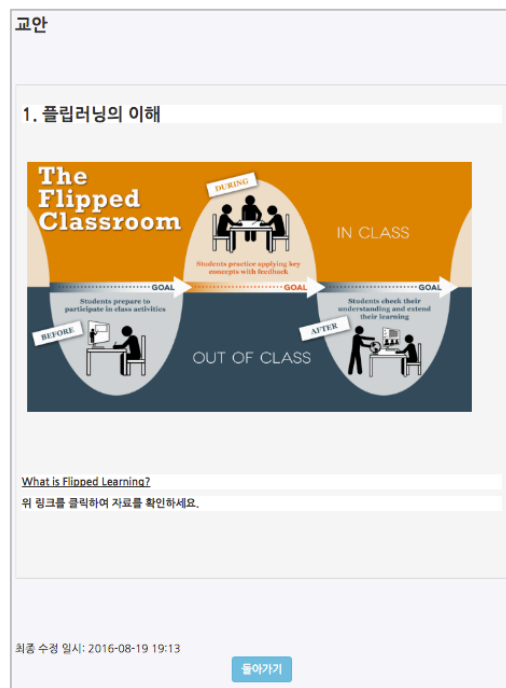 교안
1. 플립러닝의 이해
The
Flipped
Classroom
DURING
IN CLASS
Students practice applying key
concepts with feedback
GOAL
GOAL
GOAL
Students prepare to
participate in class activities
BEFORE
OUT OF CLASS
Students check their
understanding and extend
their learning
AFTER
What is Flipped Learning?
위 링크를 클릭하여 자료를 확인하세요.
최종 수정 일시: 2016-08-19 19:13
돌아가기